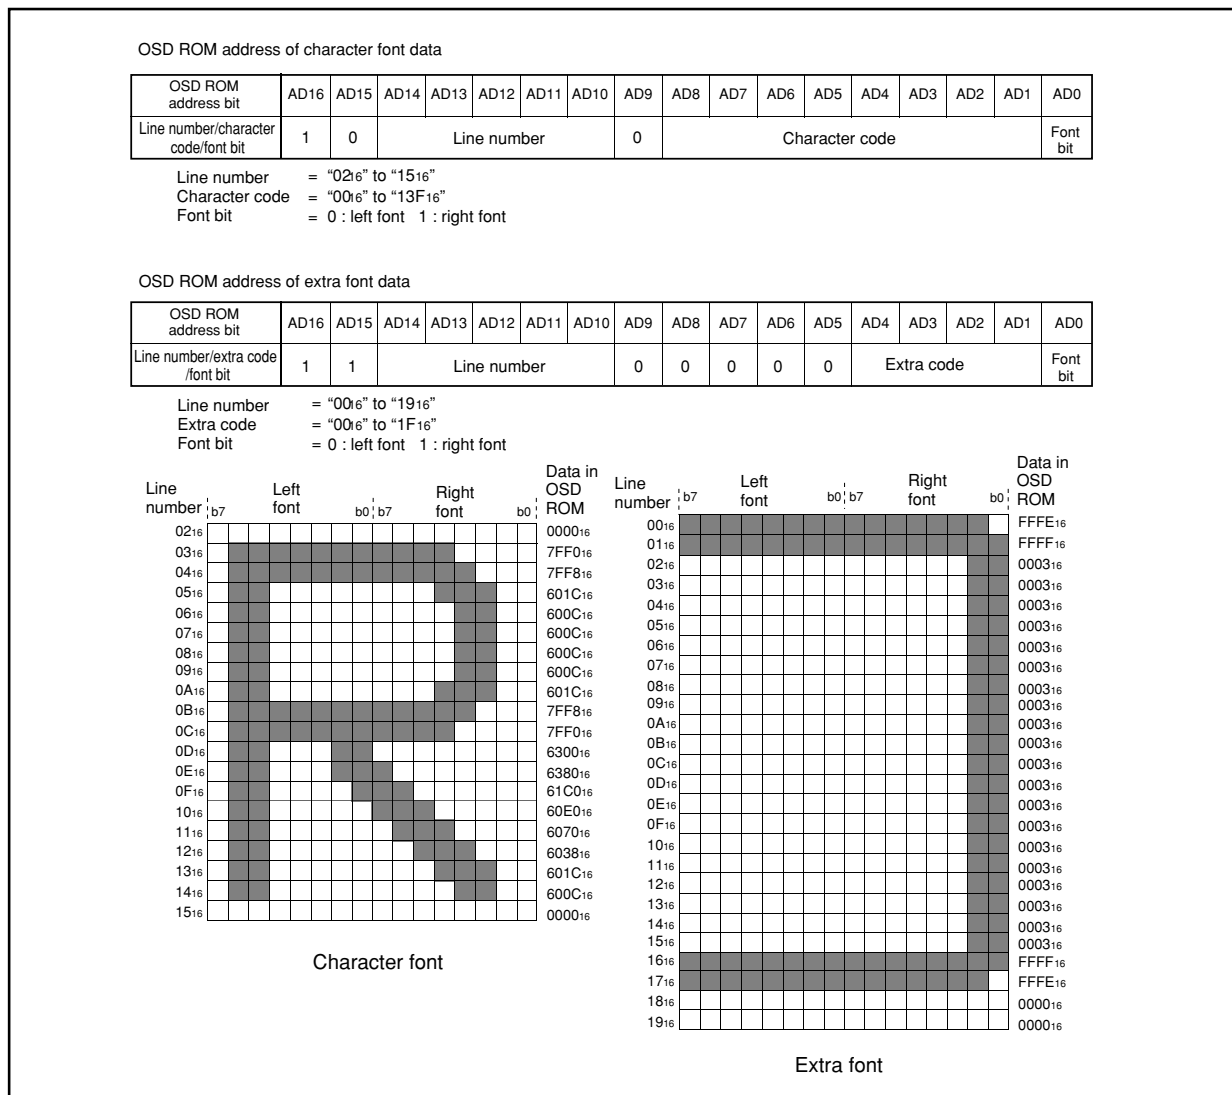 OSD ROM address of character font data
OSD ROM address bit AD16 AD15 AD14 AD13 AD12 AD11 AD10 AD9 AD8 AD7 AD6 AD5 AD4 AD3 AD2 AD1 AD0
Line number/character code/font bit 1 0 Line number 0 Character code Font bit
Line number = “0216” to “1516”
Character code = “0016” to “13F16”
Font bit = 0 : left font 1 : right font
OSD ROM address of extra font data
OSD ROM address bit AD16 AD15 AD14 AD13 AD12 AD11 AD10 AD9 AD8 AD7 AD6 AD5 AD4 AD3 AD2 AD1 AD0
Line number/extra code /font bit 1 1 Line number 0 0 0 0 0 Extra code Font bit
Line number = “0016” to “1916”
Extra code = “0016” to “1F16”
Font bit = 0 : left font 1 : right font
Line number b7 Left font b0 b7 Right font b0 Data in OSD ROM
0216 000016
0316 7FF016
0416 7FF816
0516 601C16
0616 600C16
0716 600C16
0816 600C16
0916 600C16
0A16 601C16
0B16 7FF816
0C16 7FF016
0D16 630016
0E16 638016
0F16 61C016
1016 60E016
1116 607016
1216 603816
1316 601C16
1416 600C16
1516 000016
Character font
Line number b7 Left font b0 b7 Right font b0 Data in OSD ROM
0016 FFFE16
0116 FFFF16
0216 000316
0316 000316
0416 000316
0516 000316
0616 000316
0716 000316
0816 000316
0916 000316
0A16 000316
0B16 000316
0C16 000316
0D16 000316
0E16 000316
0F16 000316
1016 000316
1116 000316
1216 000316
1316 000316
1416 000316
1516 000316
1616 FFFF16
1716 FFFE16
1816 000016
1916 000016
Extra font